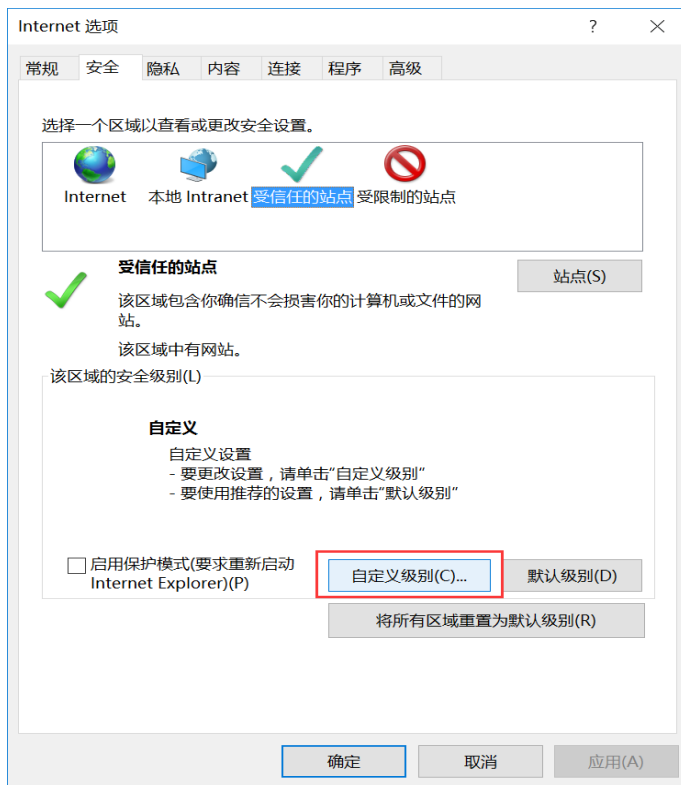 Internet 选项
?
常规 安全 隐私 内容 连接 程序 高级
选择一个区域以查看或更改安全设置。
Internet 本地 Intranet 受信任的站点 受限制的站点
受信任的站点
站点(S)
该区域包含你确信不会损害你的计算机或文件的网
站。
该区域中有网站。
该区域的安全级别(L)
自定义
自定义设置
- 要更改设置，请单击“自定义级别”
- 要使用推荐的设置，请单击“默认级别”
启用保护模式(要求重新启动
Internet Explorer)(P)
自定义级别(C)... 默认级别(D)
将所有区域重置为默认级别(R)
确定 取消 应用(A)